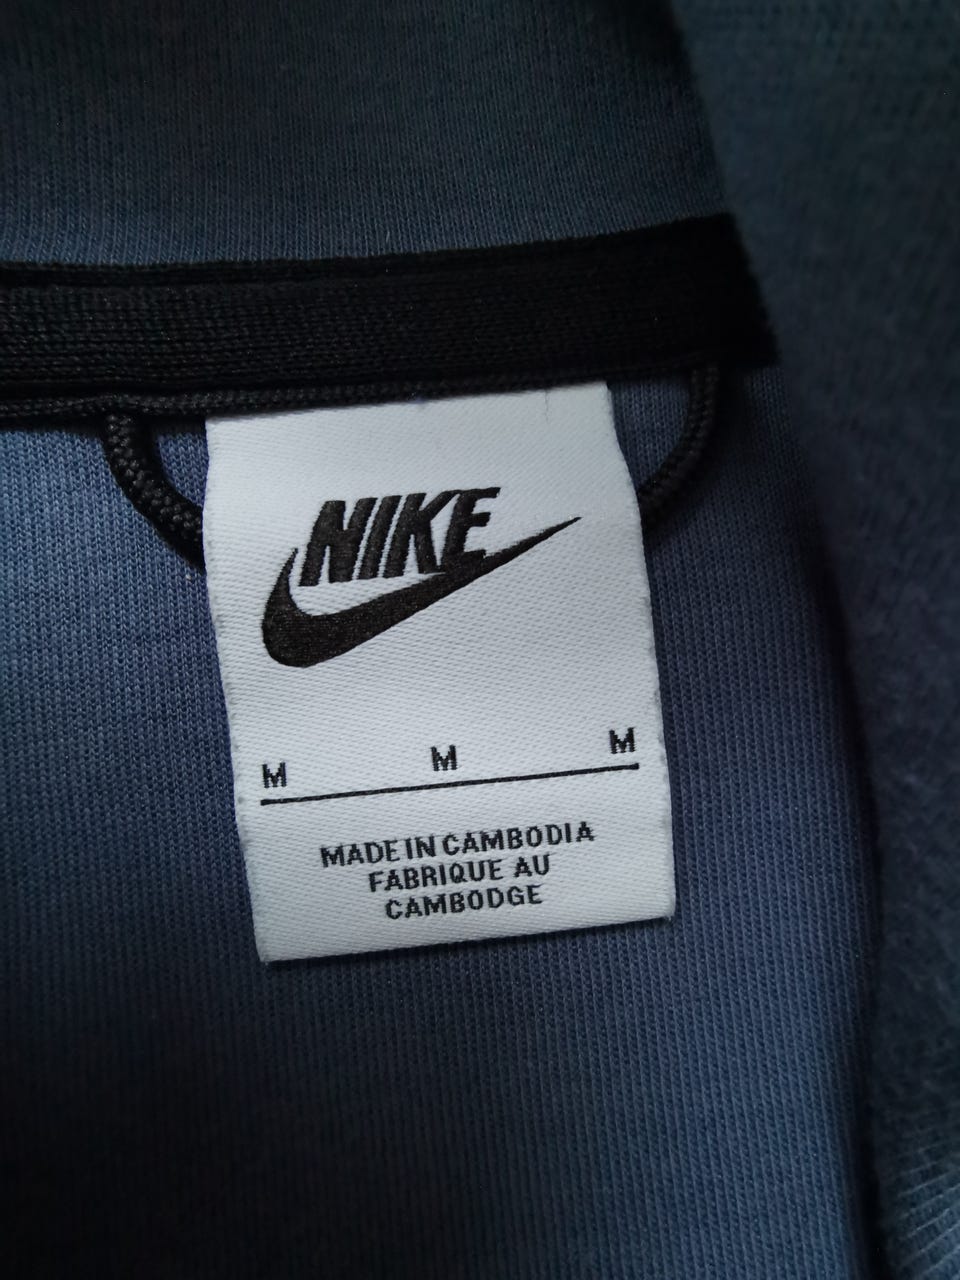 NIKE
M M M
MADE IN CAMBODIA
FABRIQUE AU
CAMBODGE